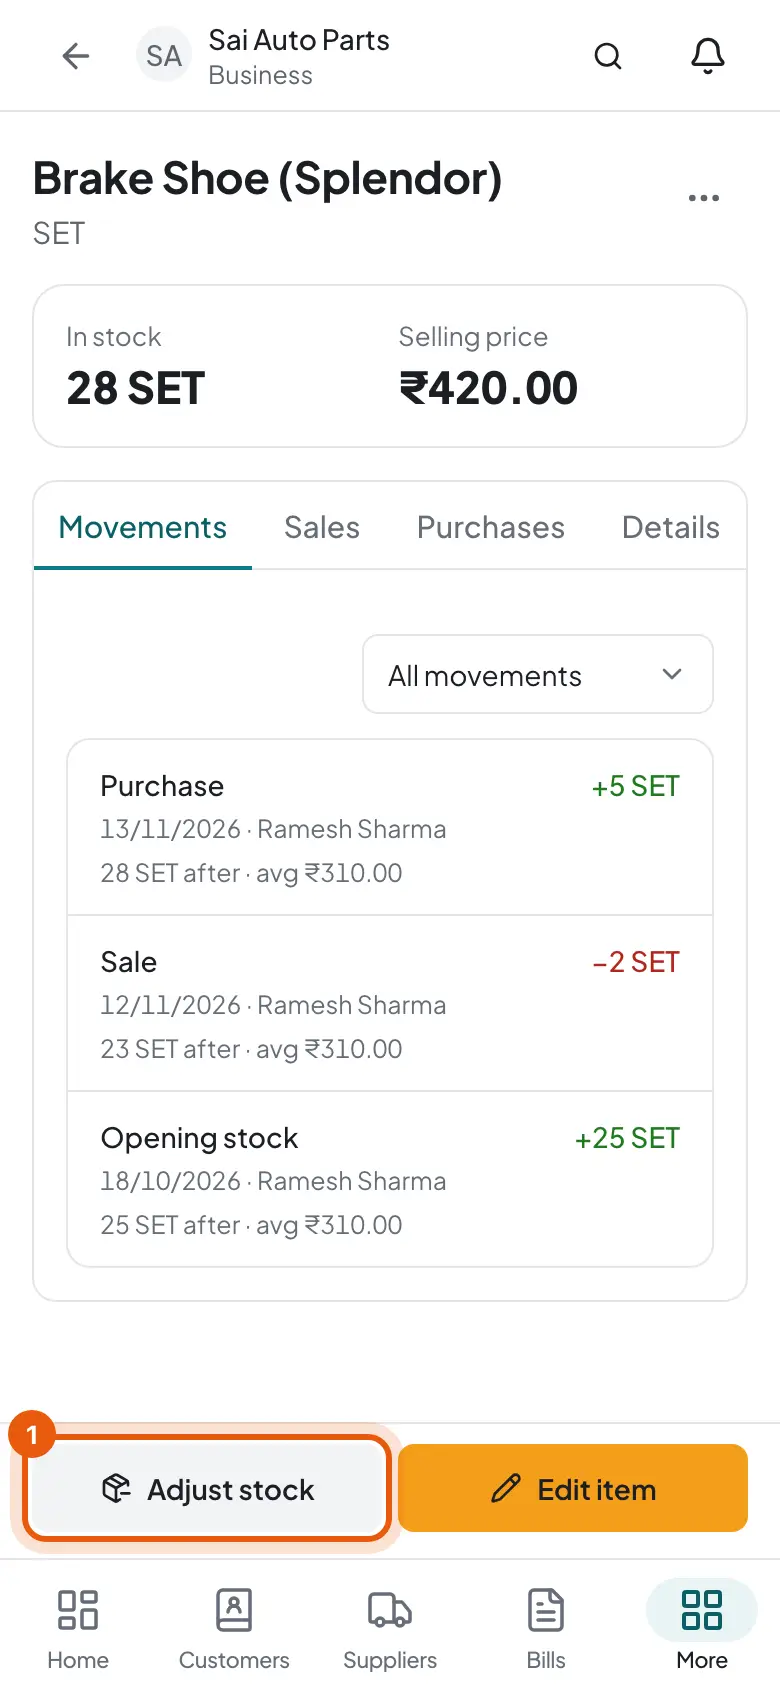 SA
Sai Auto Parts
Business
Brake Shoe (Splendor)
SET
In stock
Selling price
28 SET
₹420.00
Movements Sales Purchases Details
All movements
Purchase +5 SET
13/11/2026 · Ramesh Sharma
28 SET after · avg ₹310.00
Sale −2 SET
12/11/2026 · Ramesh Sharma
23 SET after · avg ₹310.00
Opening stock +25 SET
18/10/2026 · Ramesh Sharma
25 SET after · avg ₹310.00
1
Adjust stock Edit item
Home Customers Suppliers Bills More